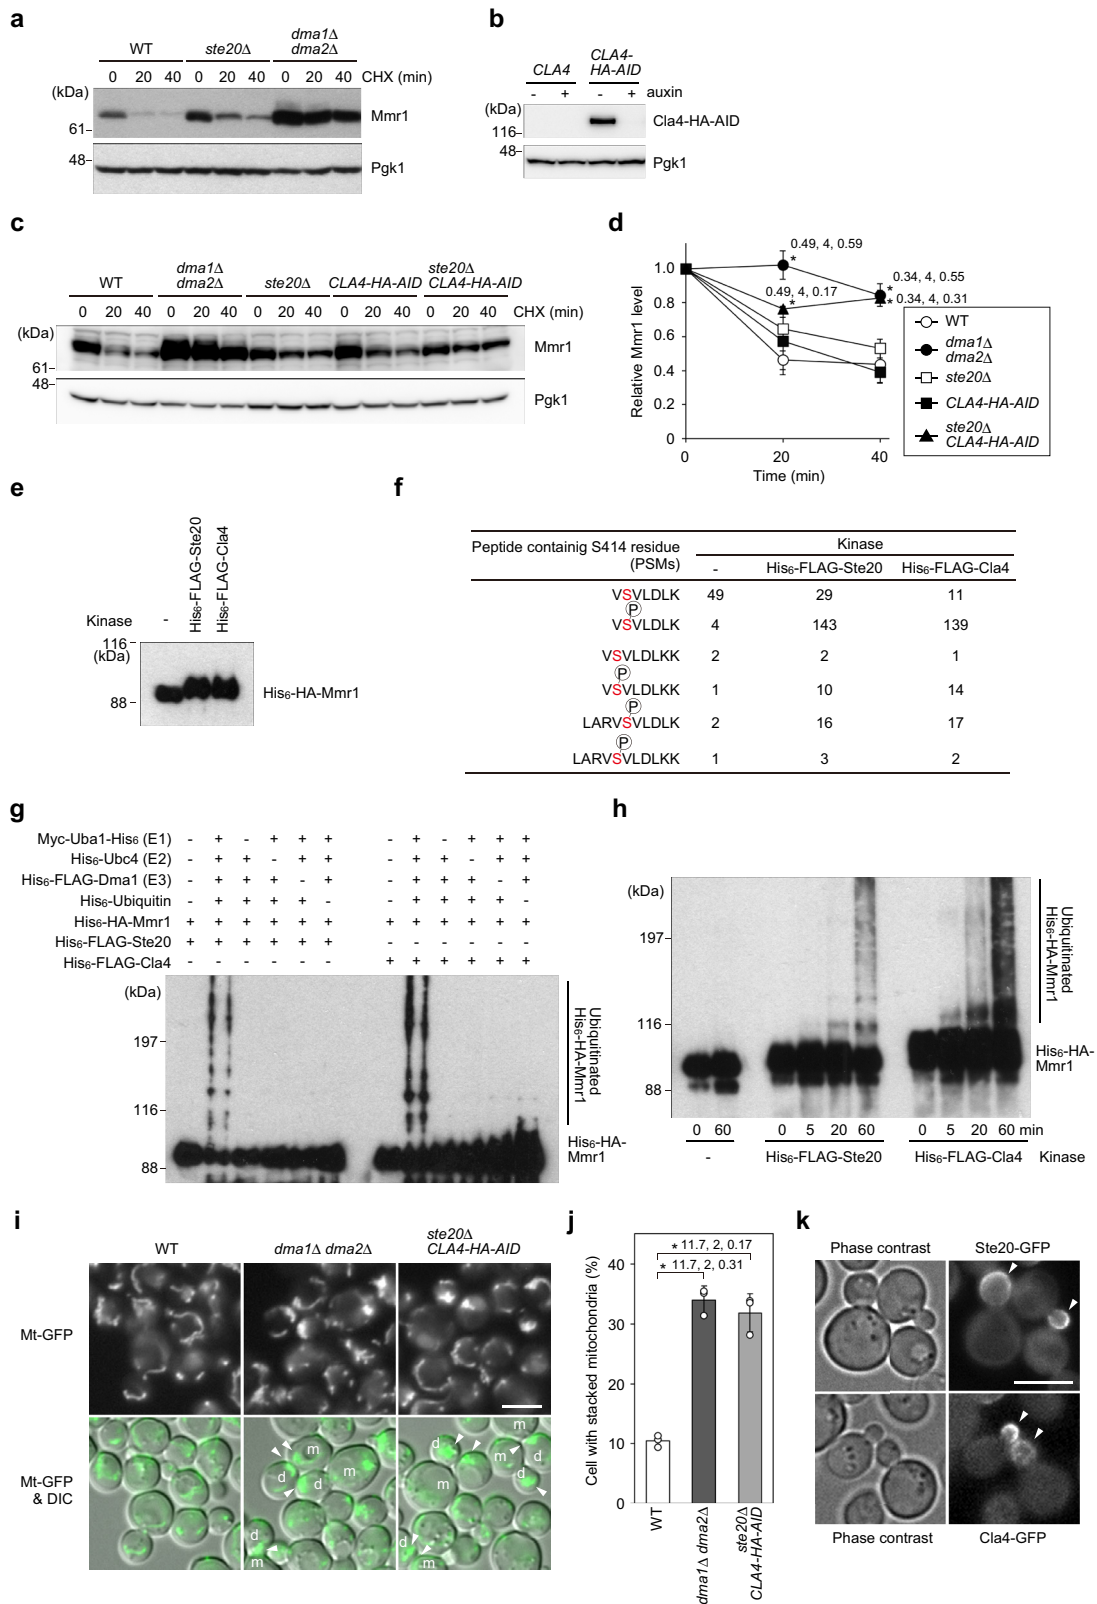 a
WT
ste20Δ
dma1Δ
dma2Δ
0 20 40 0 20 40 0 20 40 CHX (min)
(kDa)
61
Mmr1
48
Pgk1
b
CLA4
CLA4-
HA-AID
- + - + auxin
(kDa)
116
Cla4-HA-AID
48
Pgk1
c
WT
dma1Δ
dma2Δ
ste20Δ
CLA4-HA-AID
ste20Δ
CLA4-HA-AID
0 20 40 0 20 40 0 20 40 0 20 40 0 20 40 CHX (min)
(kDa)
Mmr1
61
48
Pgk1
d
Relative Mmr1 level
1.0
0.8
0.6
0.4
0.2
0
0 20 40
Time (min)
0.49, 4, 0.59
*
0.49, 4, 0.17
*
0.34, 4, 0.55
*
* 0.34, 4, 0.31
WT
dma1Δ
dma2Δ
ste20Δ
CLA4-HA-AID
ste20Δ
CLA4-HA-AID
e
Kinase - His6-FLAG-Ste20 His6-FLAG-Cla4
116
(kDa)
88
His6-HA-Mmr1
f
Peptide containig S414 residue
(PSMs)
Kinase
- His6-FLAG-Ste20 His6-FLAG-Cla4
VSVLDLK 49 29 11
P
VSVLDLK 4 143 139
VSVLDLKK 2 2 1
P
VSVLDLKK 1 10 14
P
LARVSVLDLK 2 16 17
P
LARVSVLDLKK 1 3 2
g
Myc-Uba1-His6 (E1) - + - + + + - + - + + +
His6-Ubc4 (E2) - + + - + + - + + - + +
His6-FLAG-Dma1 (E3) - + + + - + - + + + - +
His6-Ubiquitin - + + + + - - + + + + -
His6-HA-Mmr1 + + + + + + + + + + + +
His6-FLAG-Ste20 + + + + + + - - - - - -
His6-FLAG-Cla4 - - - - - - + + + + + +
(kDa)
197
116
88
Ubiquitinated
His6-HA-Mmr1
His6-HA-
Mmr1
h
(kDa)
197
116
88
Ubiquitinated
His6-HA-Mmr1
His6-HA-
Mmr1
0 60 0 5 20 60 0 5 20 60 min
- His6-FLAG-Ste20 His6-FLAG-Cla4 Kinase
i
WT
dma1Δ dma2Δ
ste20Δ
CLA4-HA-AID
Mt-GFP
Mt-GFP
& DIC
d
d
m
d
m
d
m
m
d
d
d
m
j
Cell with stacked mitochondria (%)
40
30
20
10
0
* 11.7, 2, 0.17
* 11.7, 2, 0.31
WT
dma1Δ dma2Δ
ste20Δ
CLA4-HA-AID
k
Phase contrast
Ste20-GFP
Phase contrast
Cla4-GFP